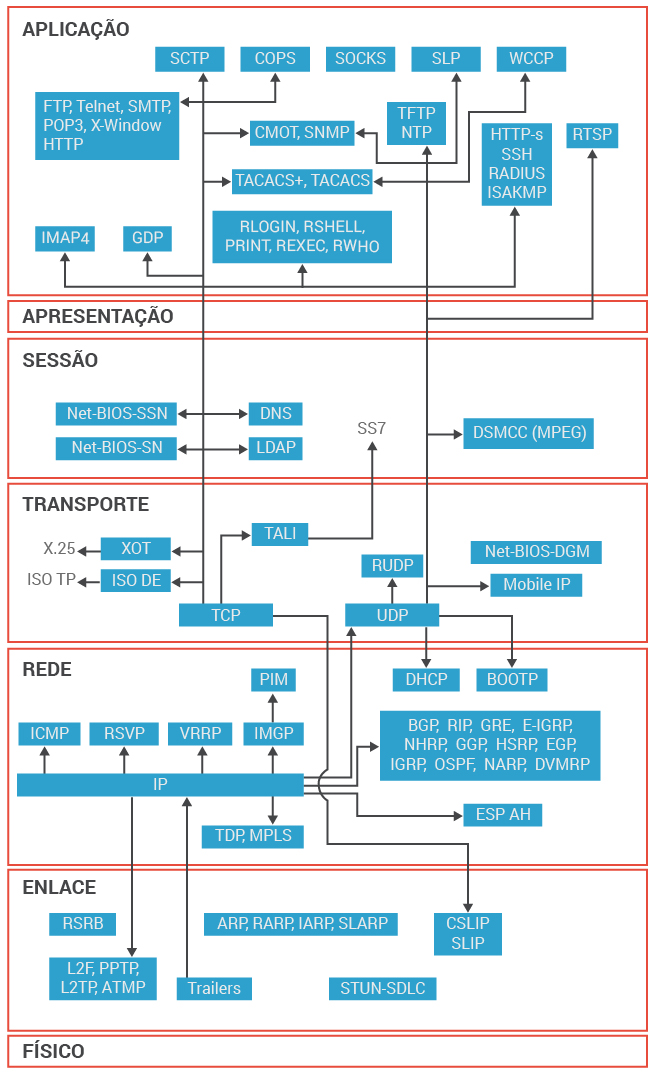 APLICAÇÃO
SCTP
COPS
SOCKS
SLP
WCCP
FTP, Telnet, SMTP,
POP3, X-Window
HTTP
CMOT, SNMP
TFTP
NTP
HTTP-s
SSH
RADIUS
ISAKMP
RTSP
TACACS+, TACACS
IMAP4
GDP
RLOGIN, RSHELL,
PRINT, REXEC, RWHO
APRESENTAÇÃO
SESSÃO
Net-BIOS-SSN
DNS
Net-BIOS-SN
LDAP
SS7
DSMCC (MPEG)
TRANSPORTE
TALI
X.25
XOT
ISO TP
ISO DE
RUDP
Net-BIOS-DGM
Mobile IP
TCP
UDP
REDE
PIM
DHCP
BOOTP
ICMP
RSVP
VRRP
IMGP
BGP, RIP, GRE, E-IGRP,
NHRP, GGP, HSRP, EGP,
IGRP, OSPF, NARP, DVMRP
IP
TDP, MPLS
ESP AH
ENLACE
RSRB
ARP, RARP, IARP, SLARP
CSLIP
SLIP
L2F, PPTP,
L2TP, ATMP
Trailers
STUN-SDLC
FÍSICO